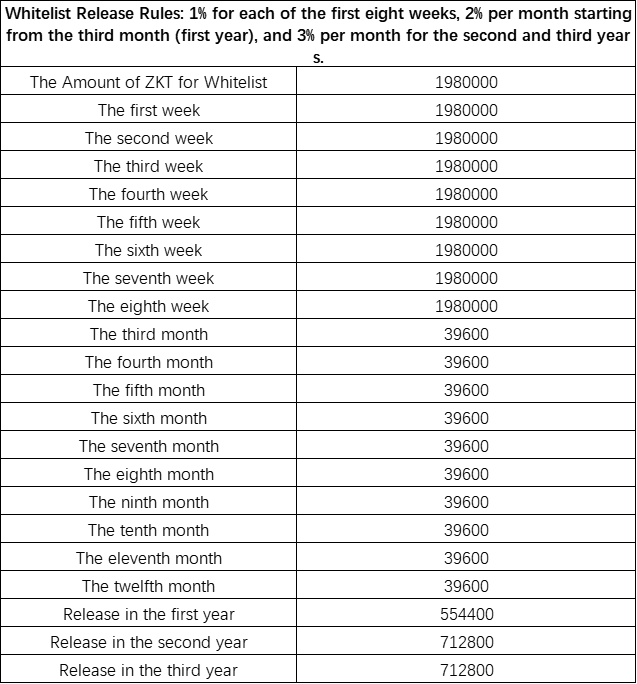 Whitelist Release Rules: 1% for each of the first eight weeks, 2% per month starting
from the third month (first year), and 3% per month for the second and third year
s.
The Amount of ZKT for Whitelist 1980000
The first week 1980000
The second week 1980000
The third week 1980000
The fourth week 1980000
The fifth week 1980000
The sixth week 1980000
The seventh week 1980000
The eighth week 1980000
The third month 39600
The fourth month 39600
The fifth month 39600
The sixth month 39600
The seventh month 39600
The eighth month 39600
The ninth month 39600
The tenth month 39600
The eleventh month 39600
The twelfth month 39600
Release in the first year 554400
Release in the second year 712800
Release in the third year 712800